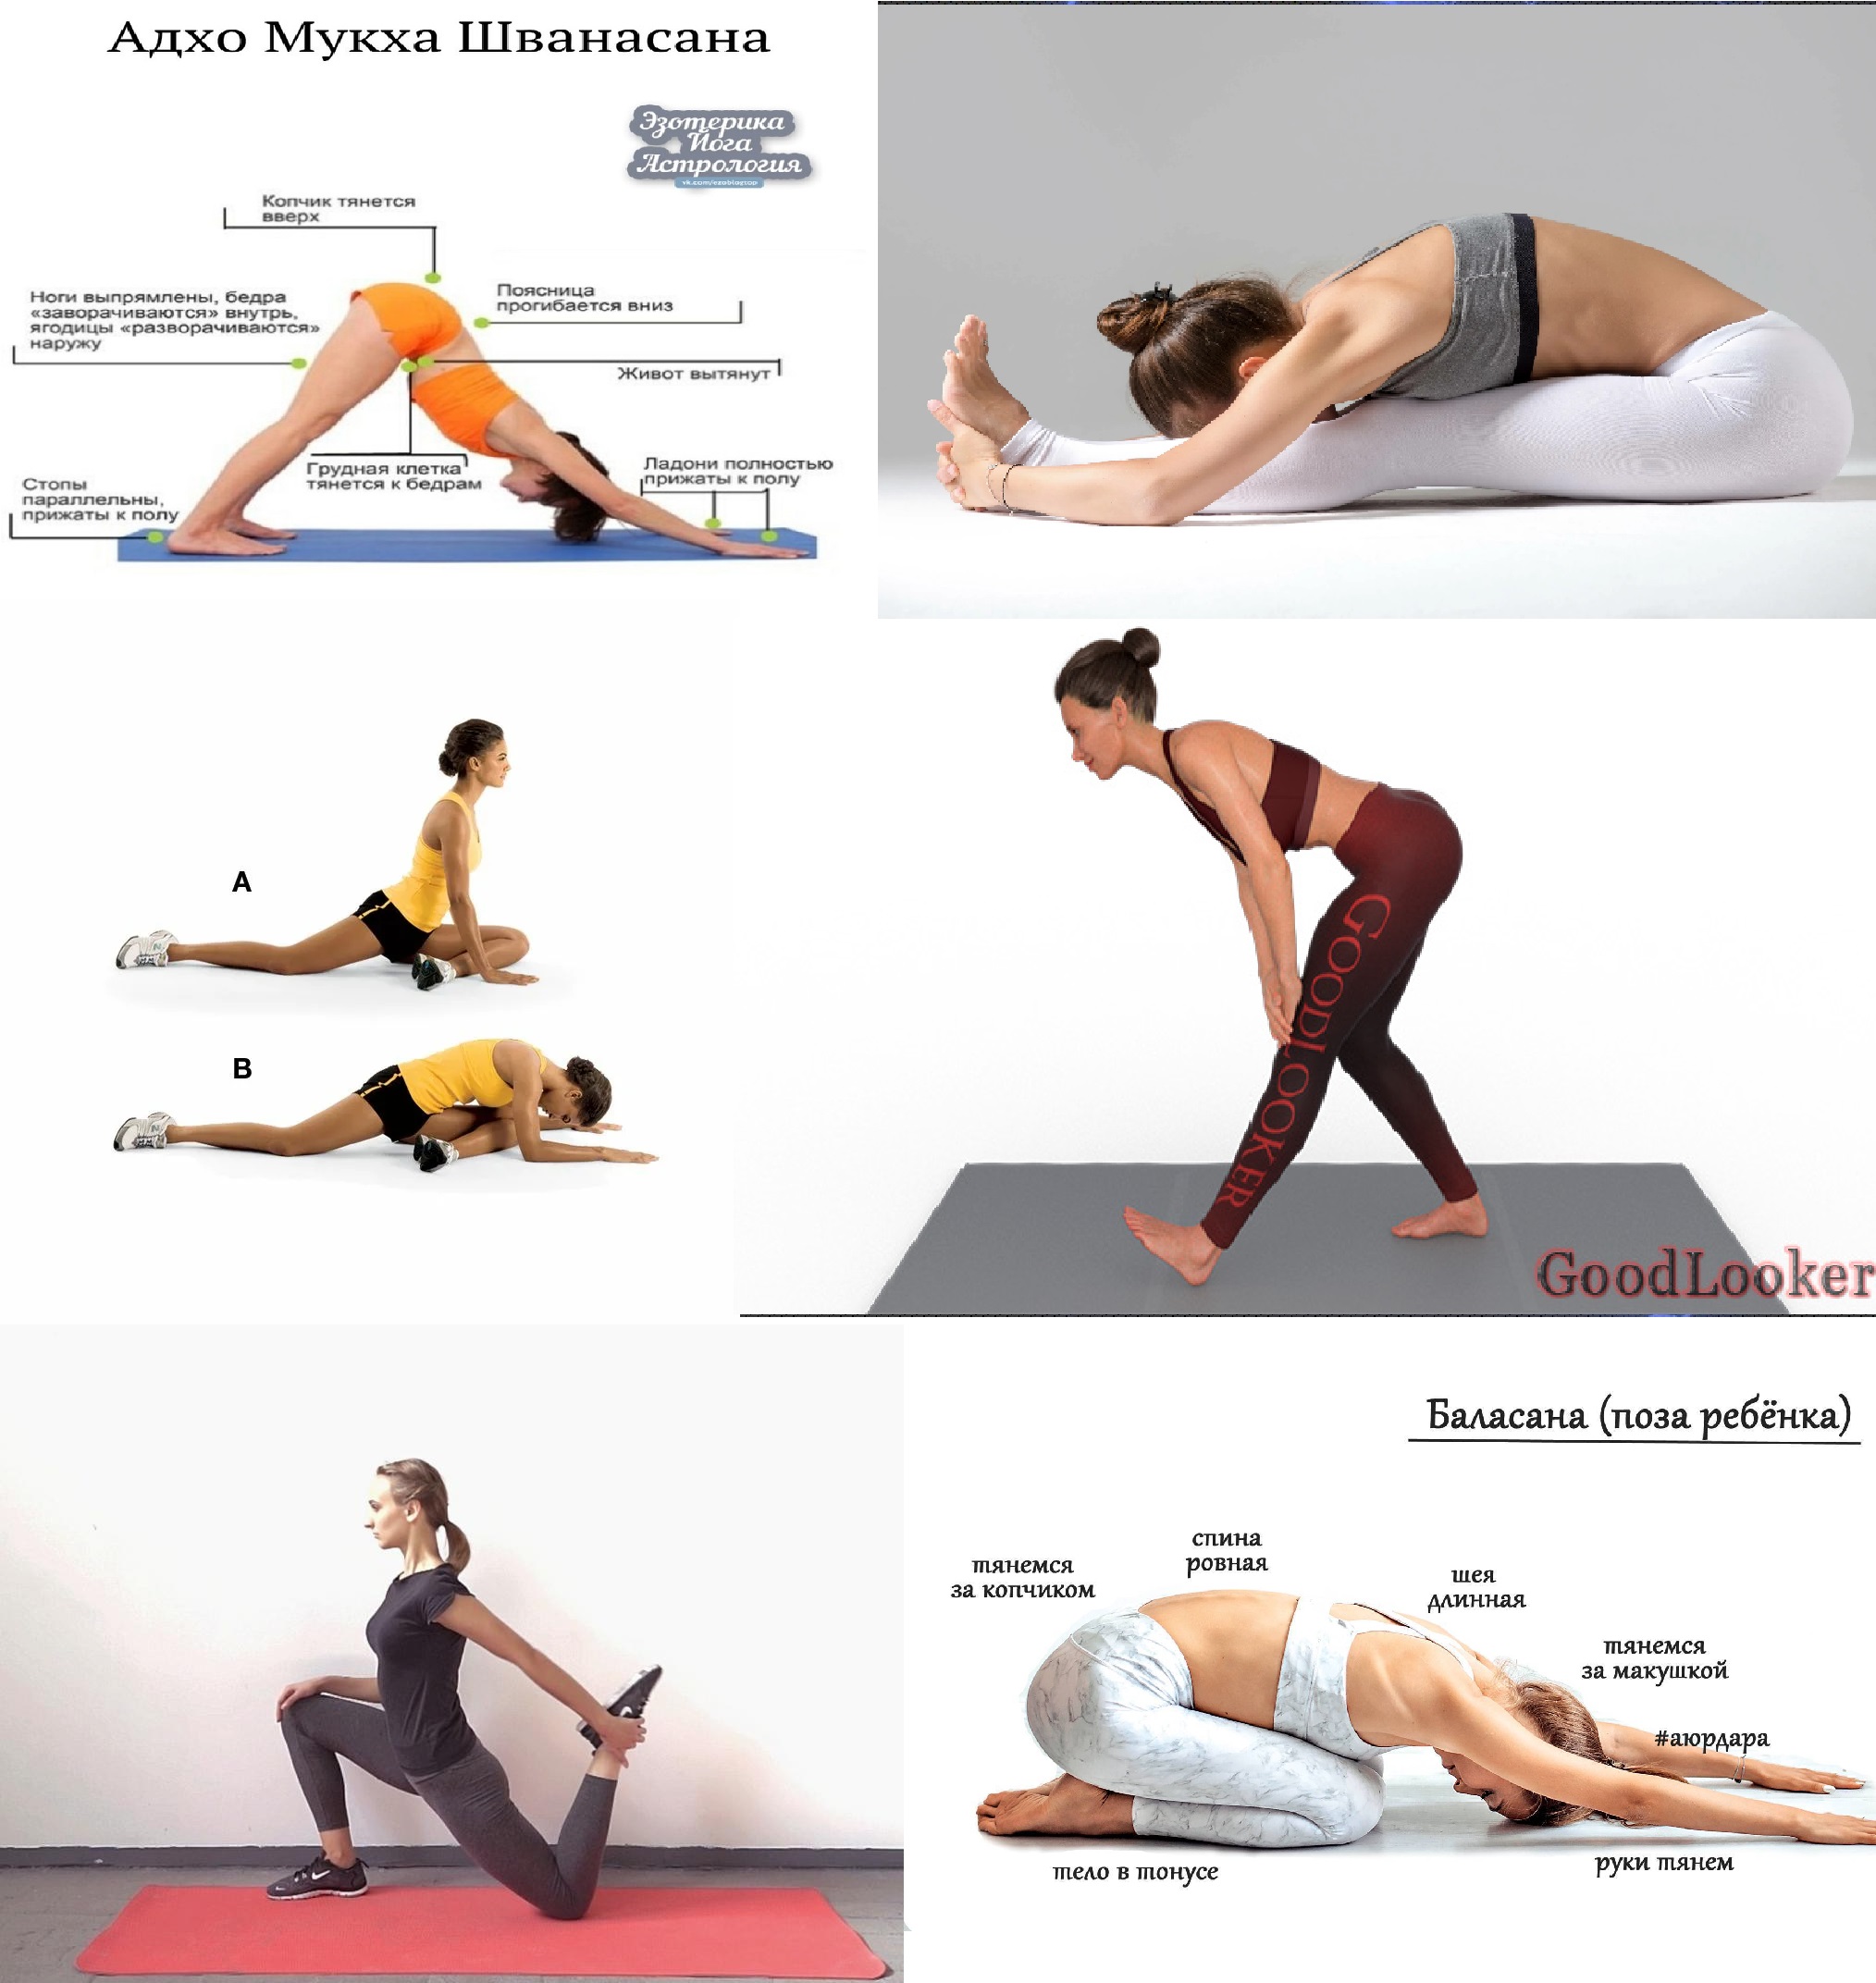 Адхо Мукха Шванасана
Эзотерика
Йога
Астрология
vk.com/ezoblogtop
Копчик тянется
вверх
Ноги выпрямлены, бедра
«заворачиваются» внутрь,
ягодицы «разворачиваются»
наружу
Поясница
прогибается вниз
Живот вытянут
Грудная клетка
тянется к бедрам
Ладони полностью
прижаты к полу
Стопы
параллельны,
прижаты к полу
A
B
GOODLOOKER
GoodLooker
Баласана (поза ребёнка)
спина
ровная
тянемся
за копчиком
шея
длинная
тянемся
за макушкой
#аюрдара
руки тянем
тело в тонусе